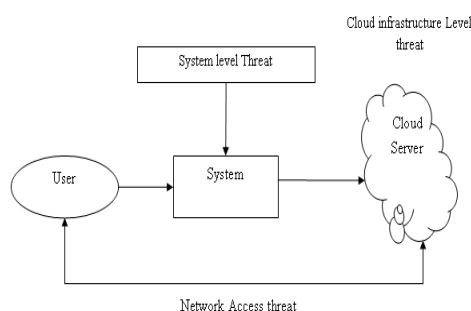 Cloud infrastructure Level
threat
System level Threat
Cloud
Server
User
System
Network Access threat